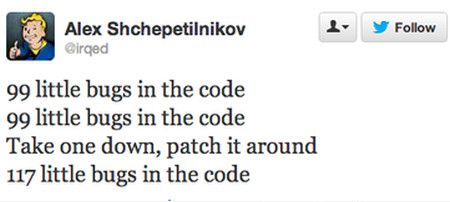 Alex Shchepetilnikov
@irqed
Follow
99 little bugs in the code
99 little bugs in the code
Take one down, patch it around
117 little bugs in the code